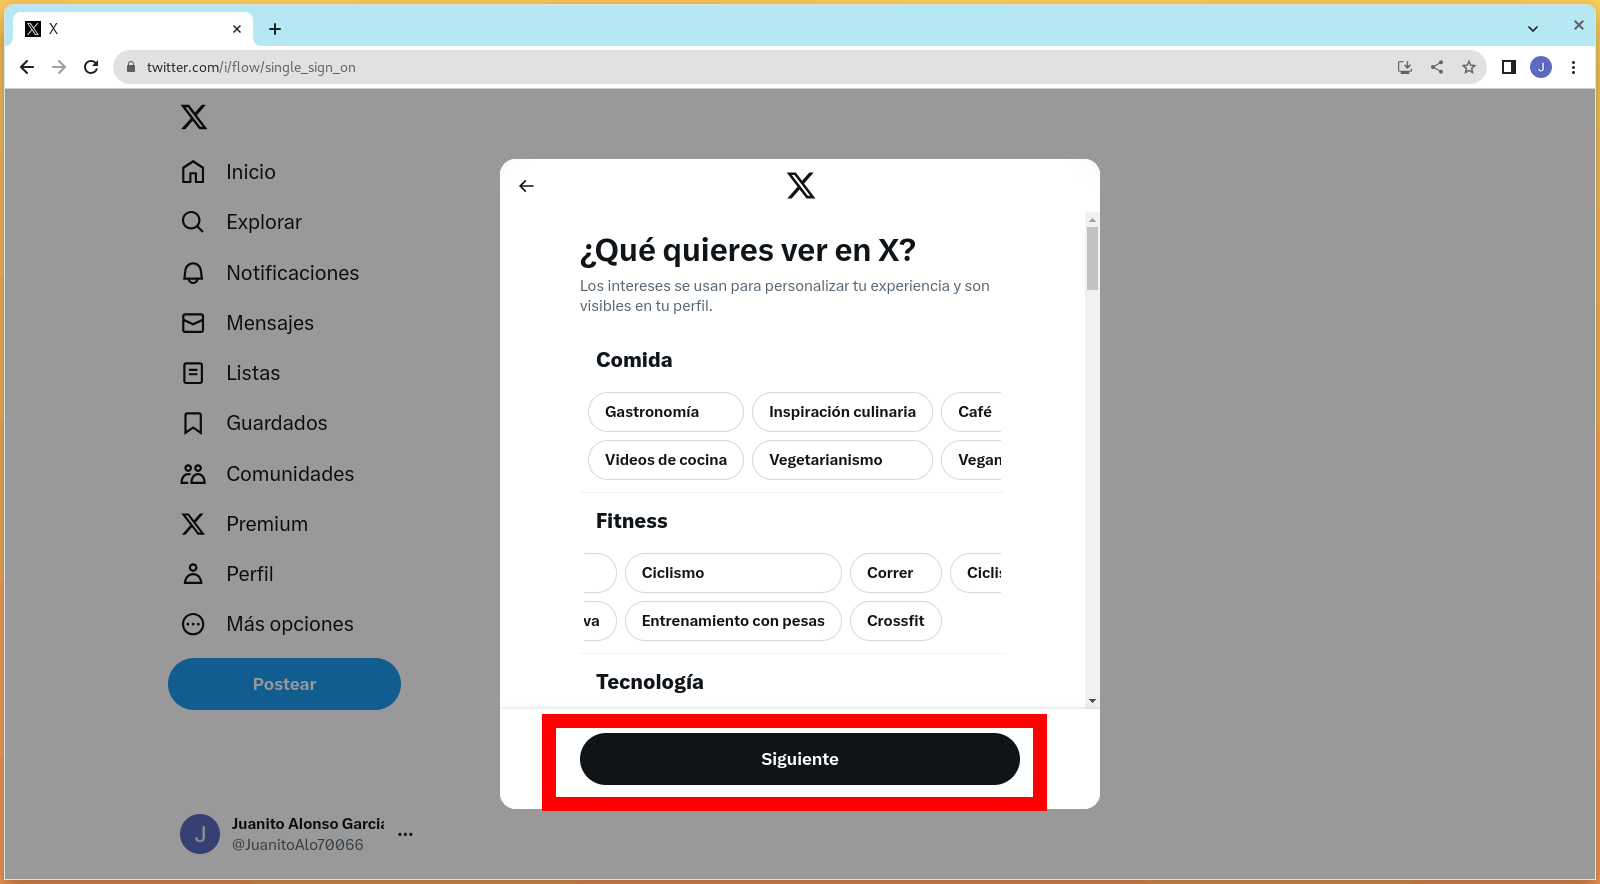 X
twitter.com/i/flow/single_sign_on
J
Inicio
Explorar
Notificaciones
Mensajes
Listas
Guardados
Comunidades
Premium
Perfil
Más opciones
Postear
J
Juanito Alonso Garcia
@JuanitoAlo70066
¿Qué quieres ver en X?
Los intereses se usan para personalizar tu experiencia y son
visibles en tu perfil.
Comida
Gastronomía Inspiración culinaria Café
Videos de cocina Vegetarianismo Vegan
Fitness
Ciclismo Correr Ciclis
va Entrenamiento con pesas Crossfit
Tecnología
Siguiente